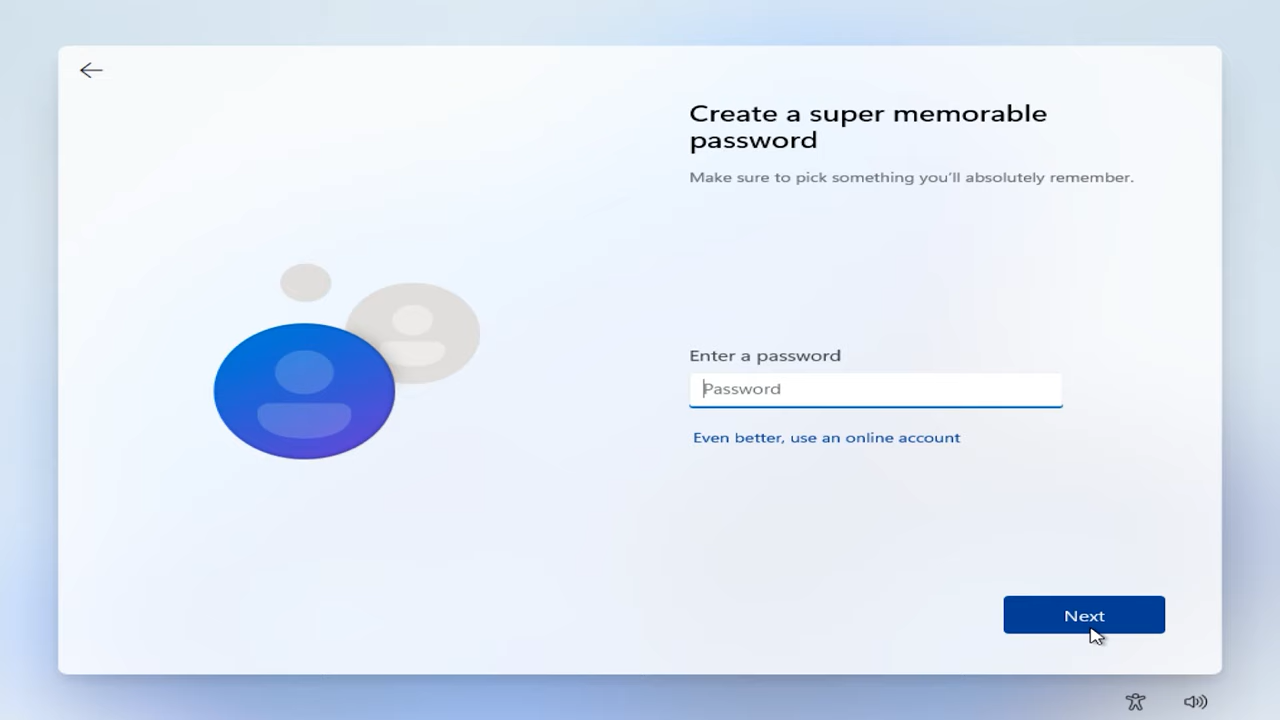 Create a super memorable
password
Make sure to pick something you'll absolutely remember.
Enter a password
Password
Even better, use an online account
Next